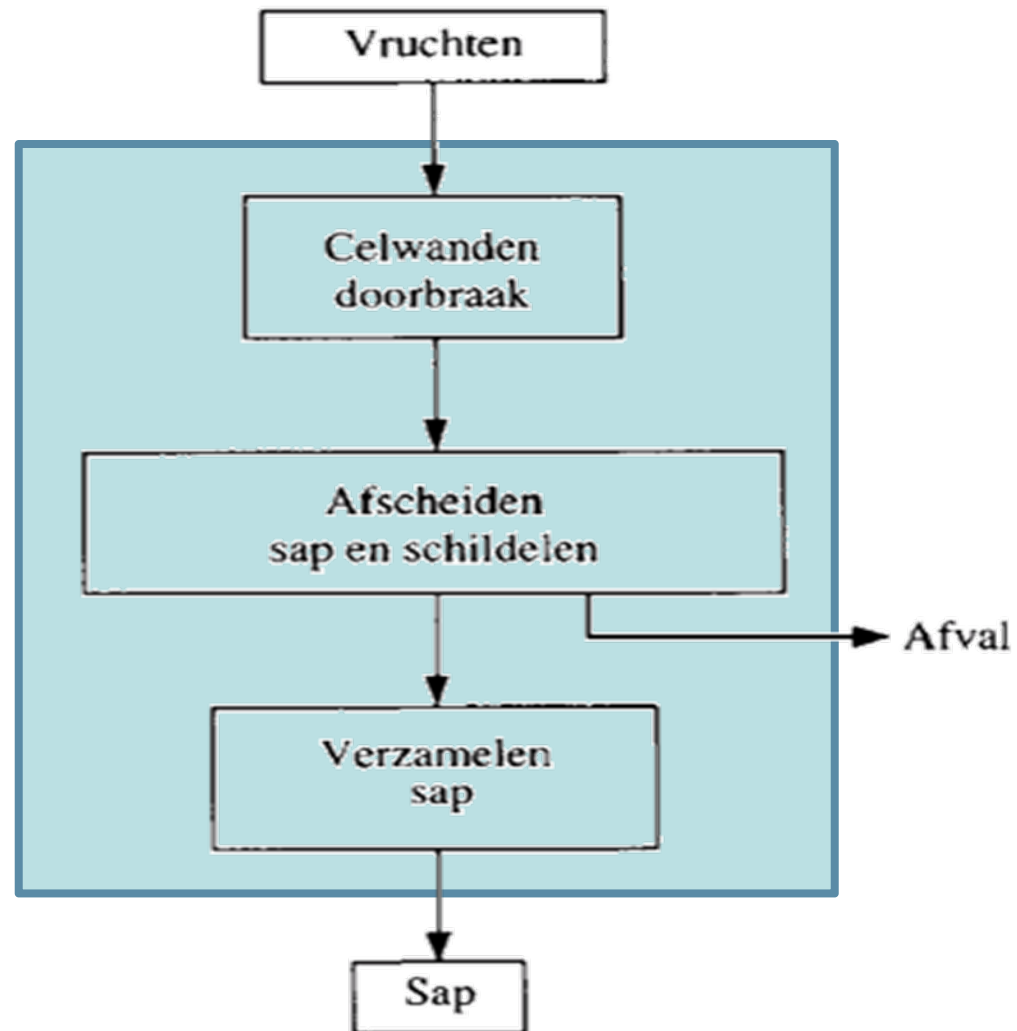 Vruchten
Celwanden
doorbraak
Afscheiden
sap en schildelen
Afval
Verzamelen
sap
Sap